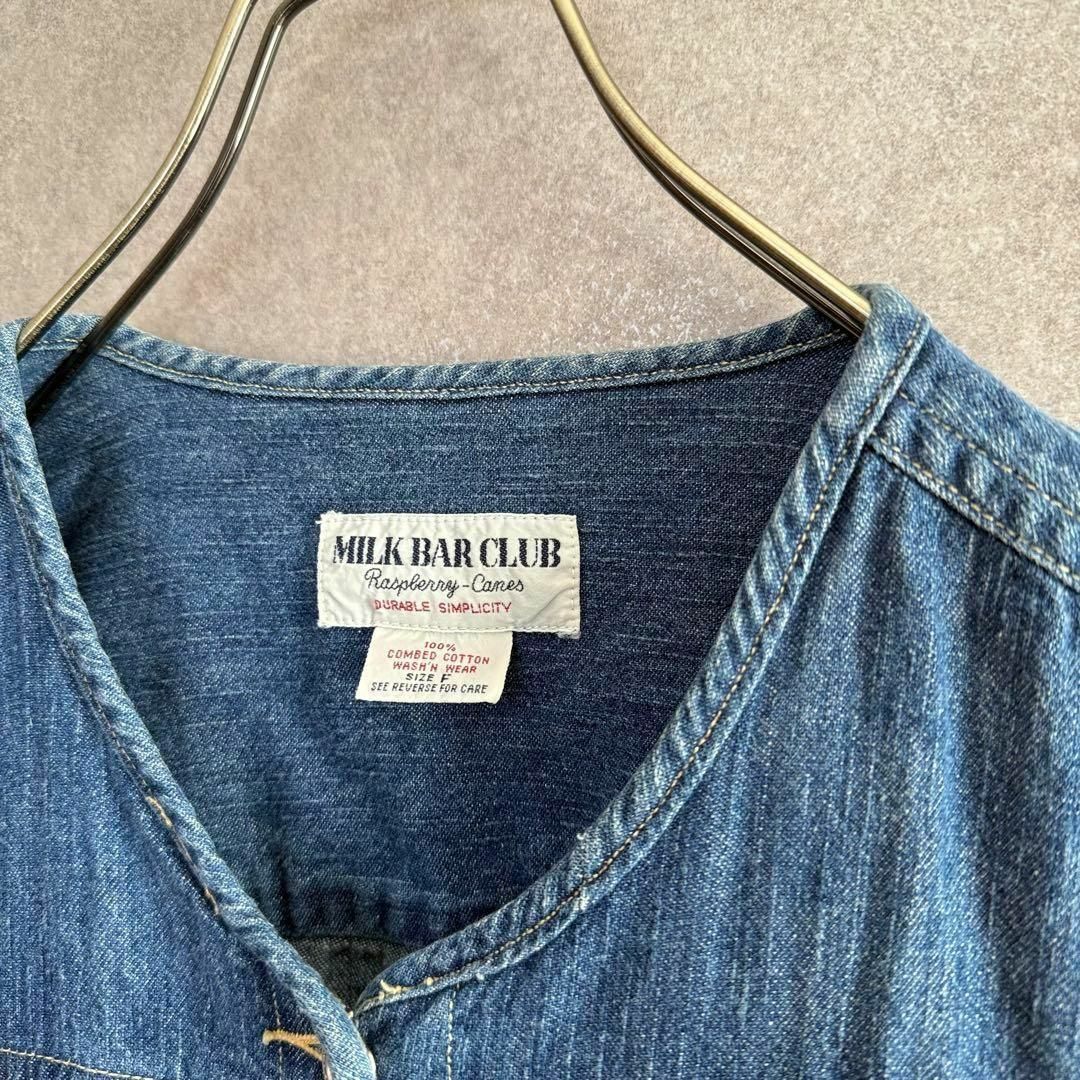 MILK BAR CLUB
Raspberry-Canes
DURABLE SIMPLICITY
100%
COMBED COTTON
WASH'N WEAR
SIZE F
SEE REVERSE FOR CARE